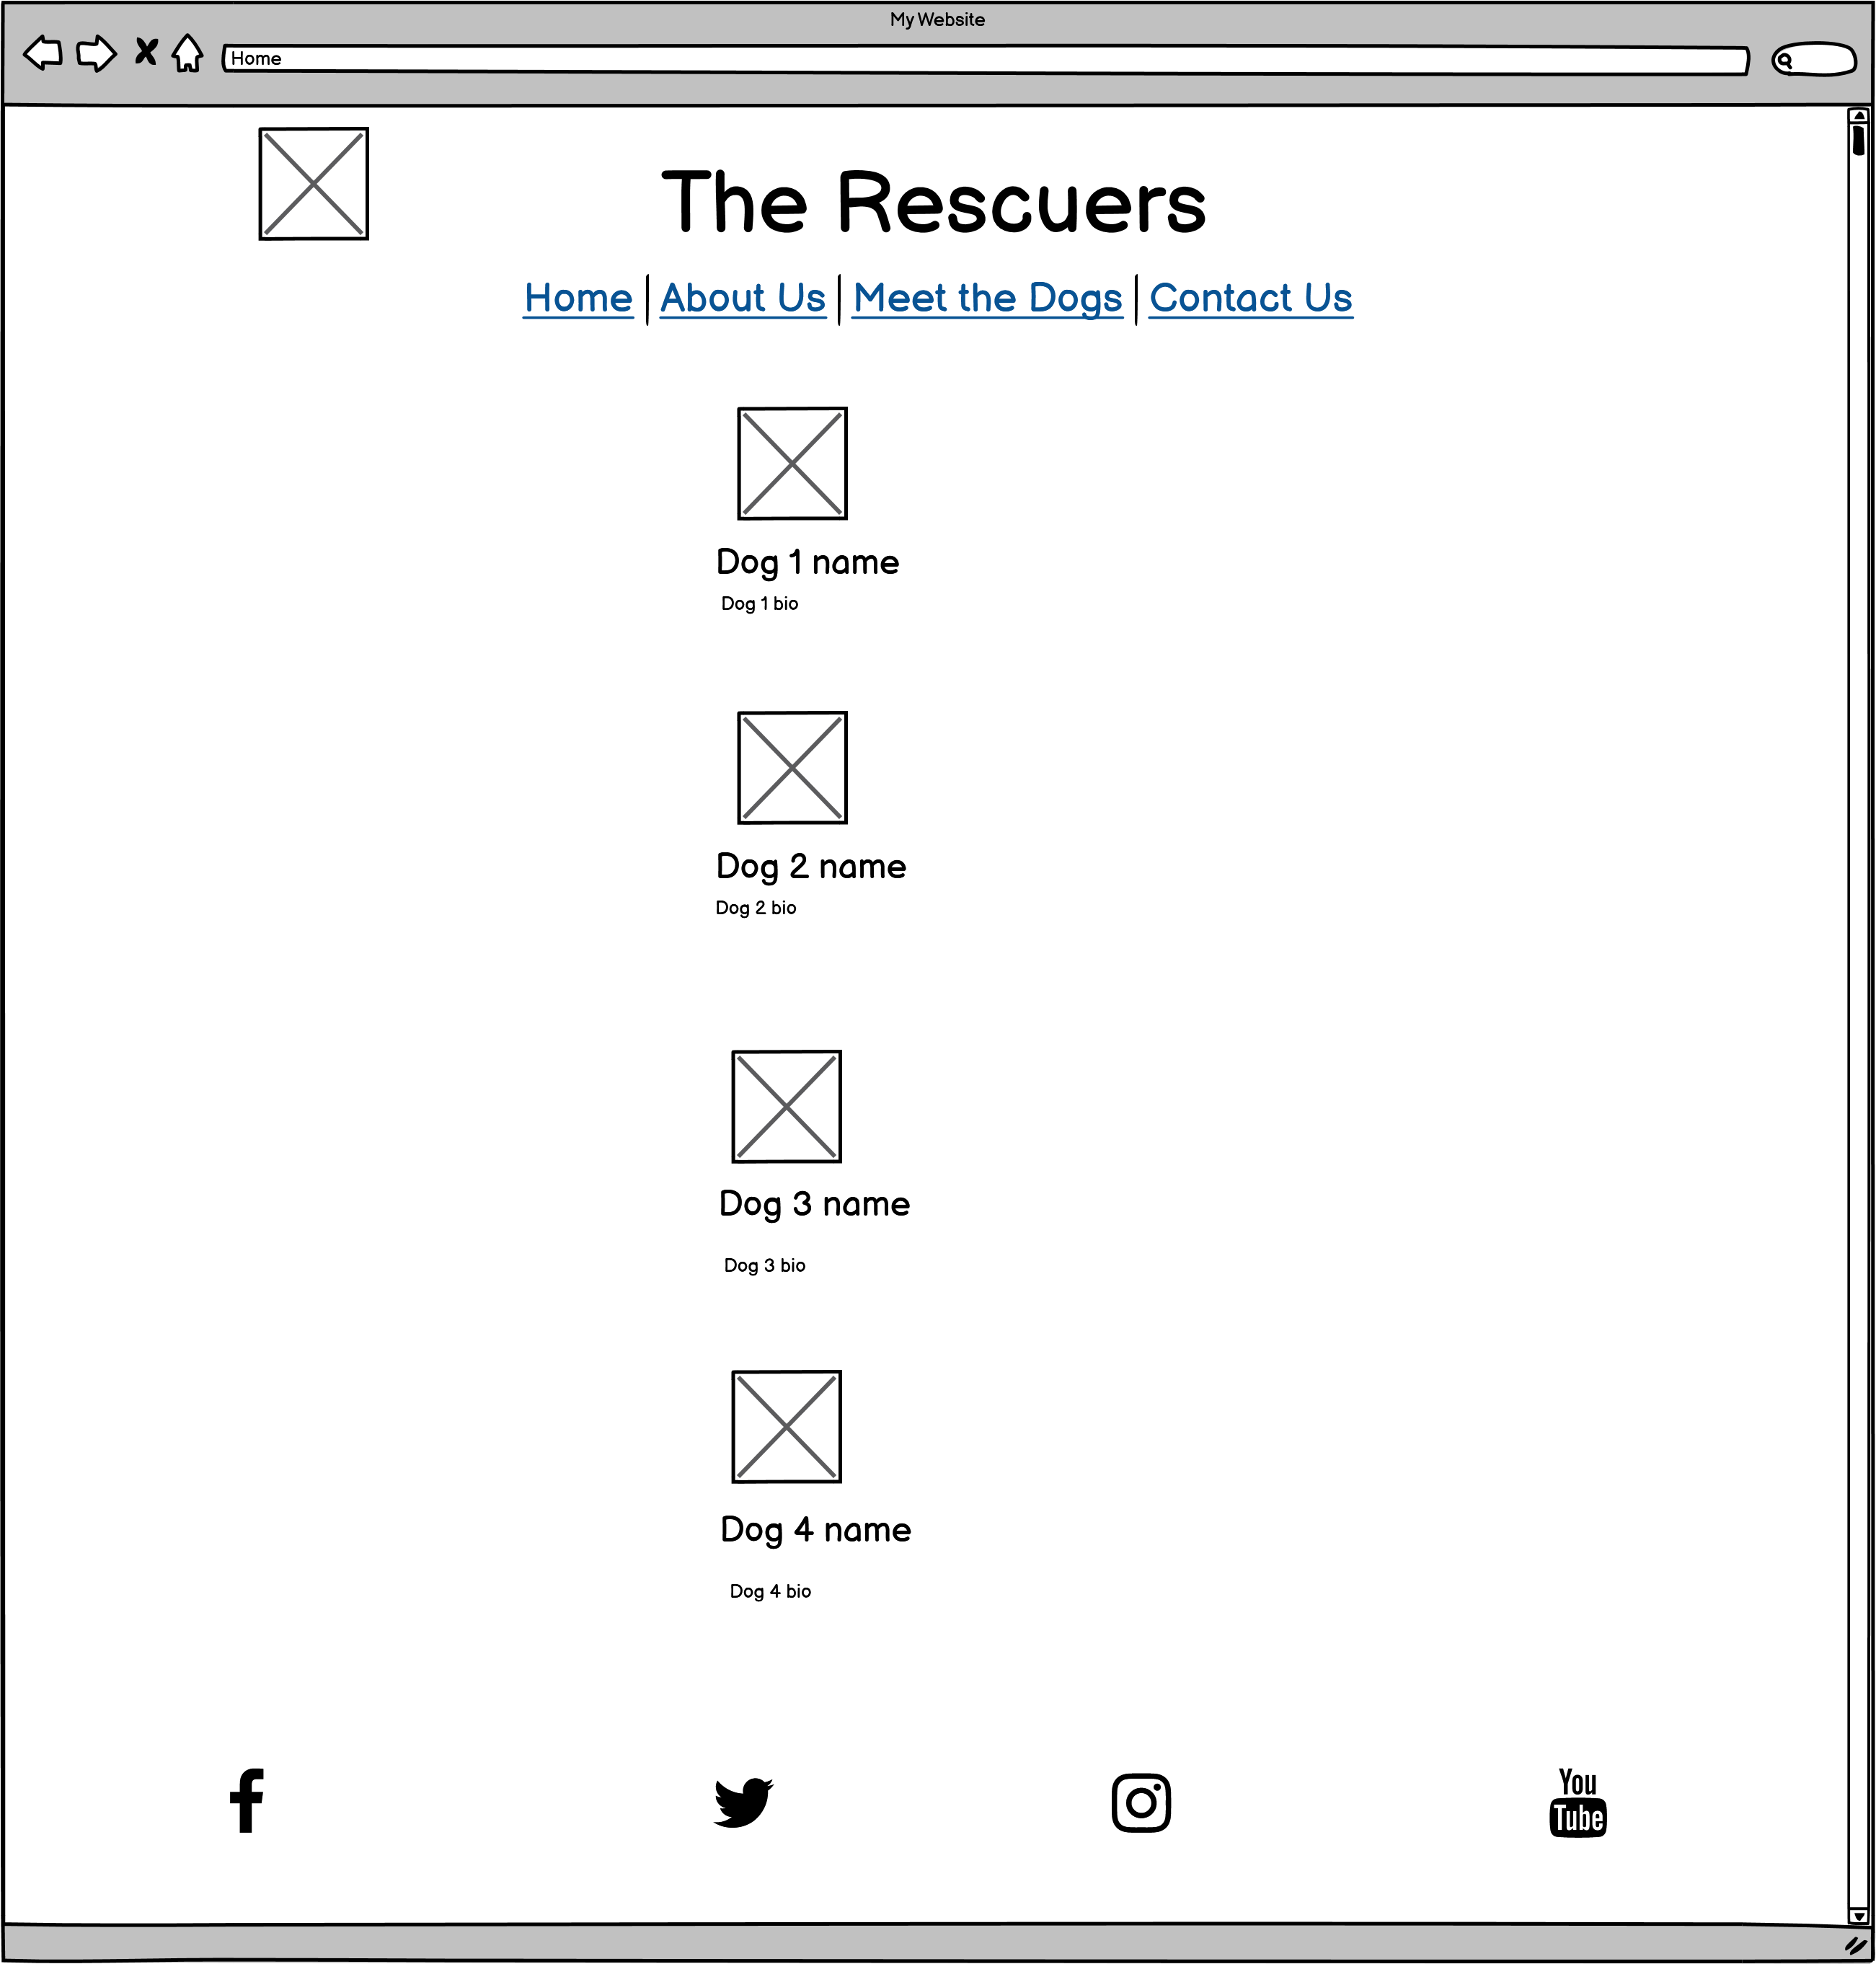 My Website
Home
The Rescuers
Home | About Us | Meet the Dogs | Contact Us
Dog 1 name
Dog 1 bio
Dog 2 name
Dog 2 bio
Dog 3 name
Dog 3 bio
Dog 4 name
Dog 4 bio
You
Tube